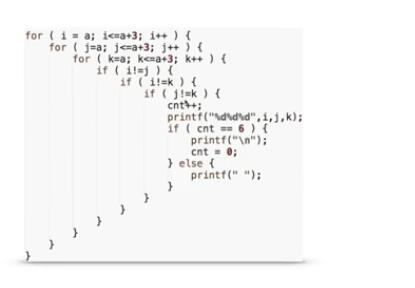 for ( i = a; i<=a+3; i++ ) {
for ( j=a; j<=a+3; j++ ) {
for ( k=a; k<=a+3; k++ ) {
if ( i!=j ) {
if ( i!=k ) {
if ( j!=k ) {
cnt++;
printf("%d%d%d",i,j,k);
if ( cnt == 6 ) {
printf("\n");
cnt = 0;
} else {
printf(" ");
}
}
}
}
}
}
}